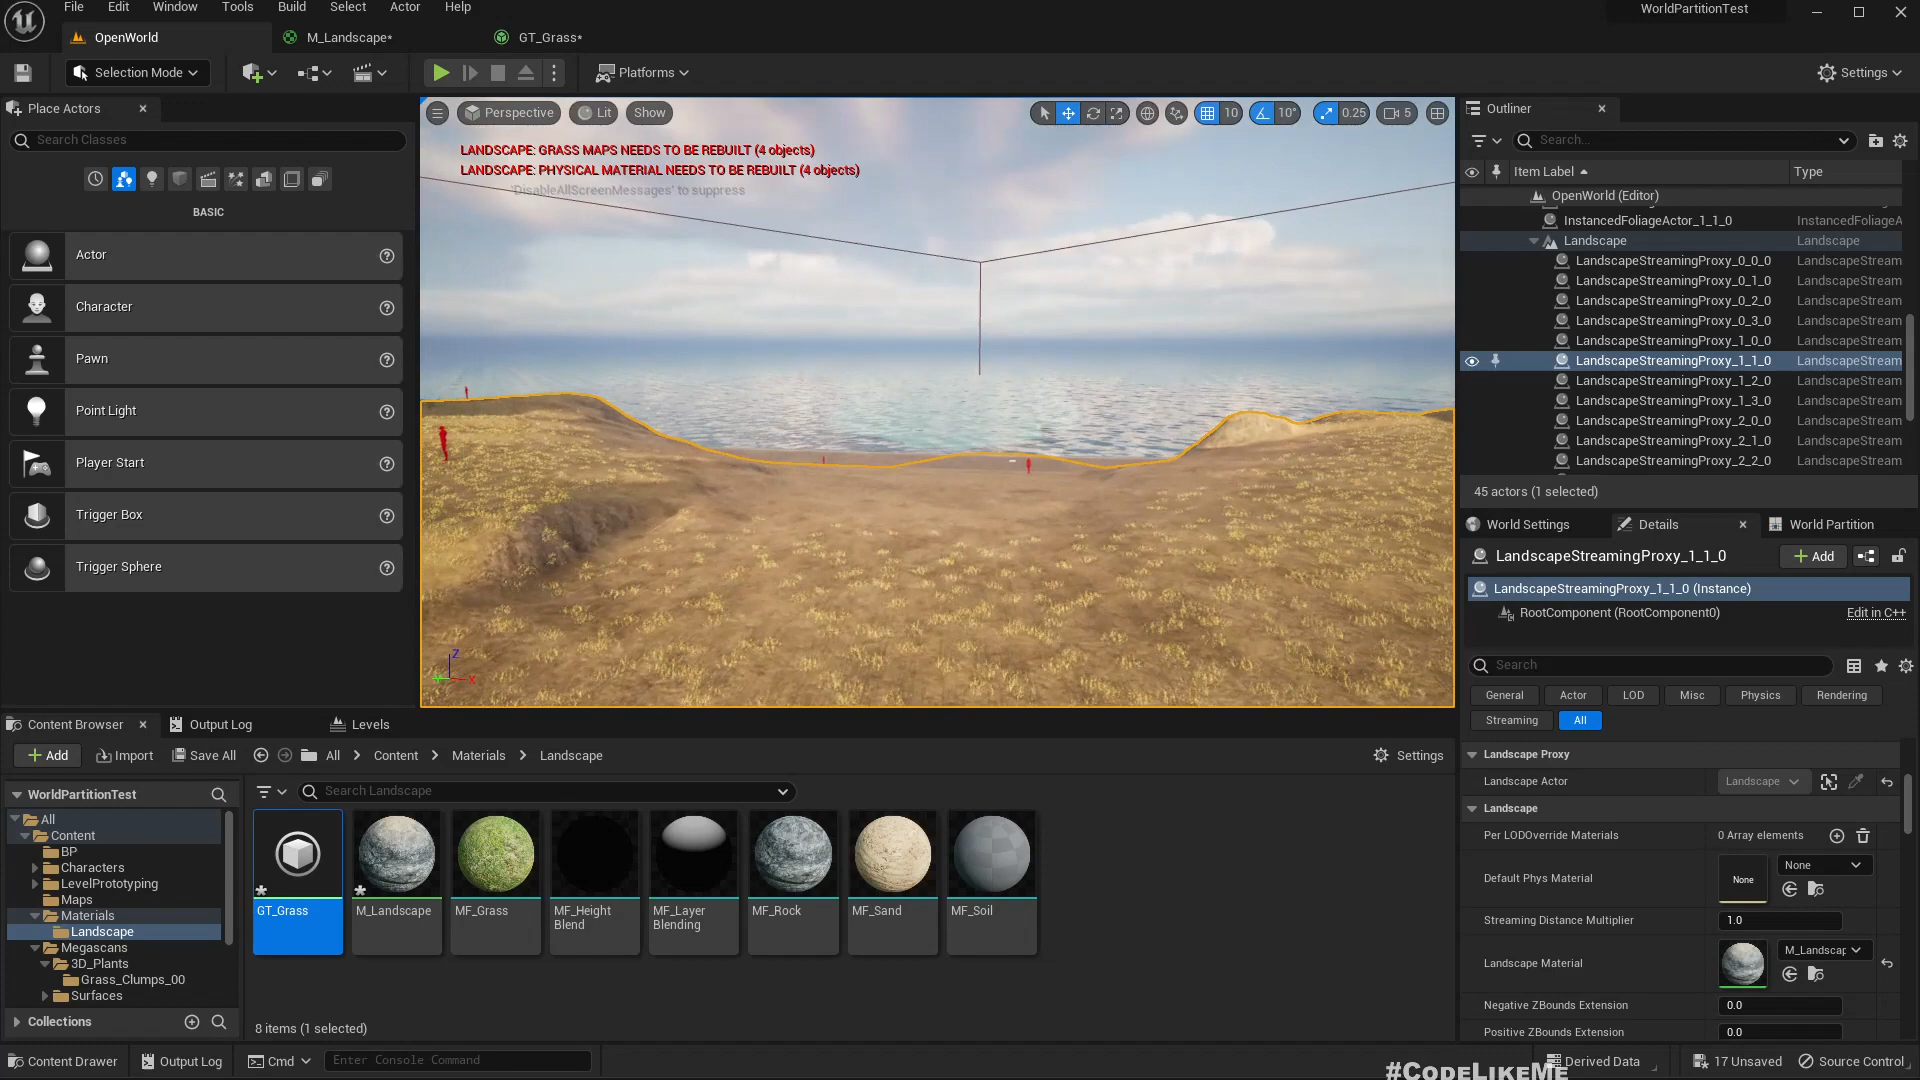 File Edit Window Tools Build Select Actor Help
WorldPartitionTest
OpenWorld
M_Landscape*
GT_Grass*
Selection Mode
Platforms
Settings
Place Actors
Search Classes
BASIC
Actor
Character
Pawn
Point Light
Player Start
Trigger Box
Trigger Sphere
Perspective
Lit
Show
10
10°
0.25
5
LANDSCAPE: GRASS MAPS NEEDS TO BE REBUILT (4 objects)
LANDSCAPE: PHYSICAL MATERIAL NEEDS TO BE REBUILT (4 objects)
'DisableAllScreenMessages' to suppress
Z
X
Outliner
Search...
Item Label
Type
OpenWorld (Editor)
InstancedFoliageActor_1_1_0 InstancedFoliageA
Landscape Landscape
LandscapeStreamingProxy_0_0_0 LandscapeStream
LandscapeStreamingProxy_0_1_0 LandscapeStream
LandscapeStreamingProxy_0_2_0 LandscapeStream
LandscapeStreamingProxy_0_3_0 LandscapeStream
LandscapeStreamingProxy_1_0_0 LandscapeStream
LandscapeStreamingProxy_1_1_0 LandscapeStream
LandscapeStreamingProxy_1_2_0 LandscapeStream
LandscapeStreamingProxy_1_3_0 LandscapeStream
LandscapeStreamingProxy_2_0_0 LandscapeStream
LandscapeStreamingProxy_2_1_0 LandscapeStream
LandscapeStreamingProxy_2_2_0 LandscapeStream
45 actors (1 selected)
World Settings
Details
World Partition
LandscapeStreamingProxy_1_1_0
Add
LandscapeStreamingProxy_1_1_0 (Instance)
RootComponent (RootComponent0)
Edit in C++
Search
General Actor LOD Misc Physics Rendering
Streaming All
Landscape Proxy
Landscape Actor
Landscape
Landscape
Per LODOverride Materials
0 Array elements
Default Phys Material
None
None
Streaming Distance Multiplier
1.0
Landscape Material
M_Landscap
Negative ZBounds Extension
0.0
Positive ZBounds Extension
0.0
Content Browser
Output Log
Levels
Add
Import
Save All
All > Content > Materials > Landscape
Settings
WorldPartitionTest
Search Landscape
All
Content
BP
Characters
LevelPrototyping
Maps
Materials
Landscape
Megascans
3D_Plants
Grass_Clumps_00
Surfaces
Collections
GT_Grass
M_Landscape
MF_Grass
MF_Height
Blend
MF_Layer
Blending
MF_Rock
MF_Sand
MF_Soil
8 items (1 selected)
Content Drawer
Output Log
Cmd
Enter Console Command
#CodeLikeMe
Derived Data
17 Unsaved
Source Control